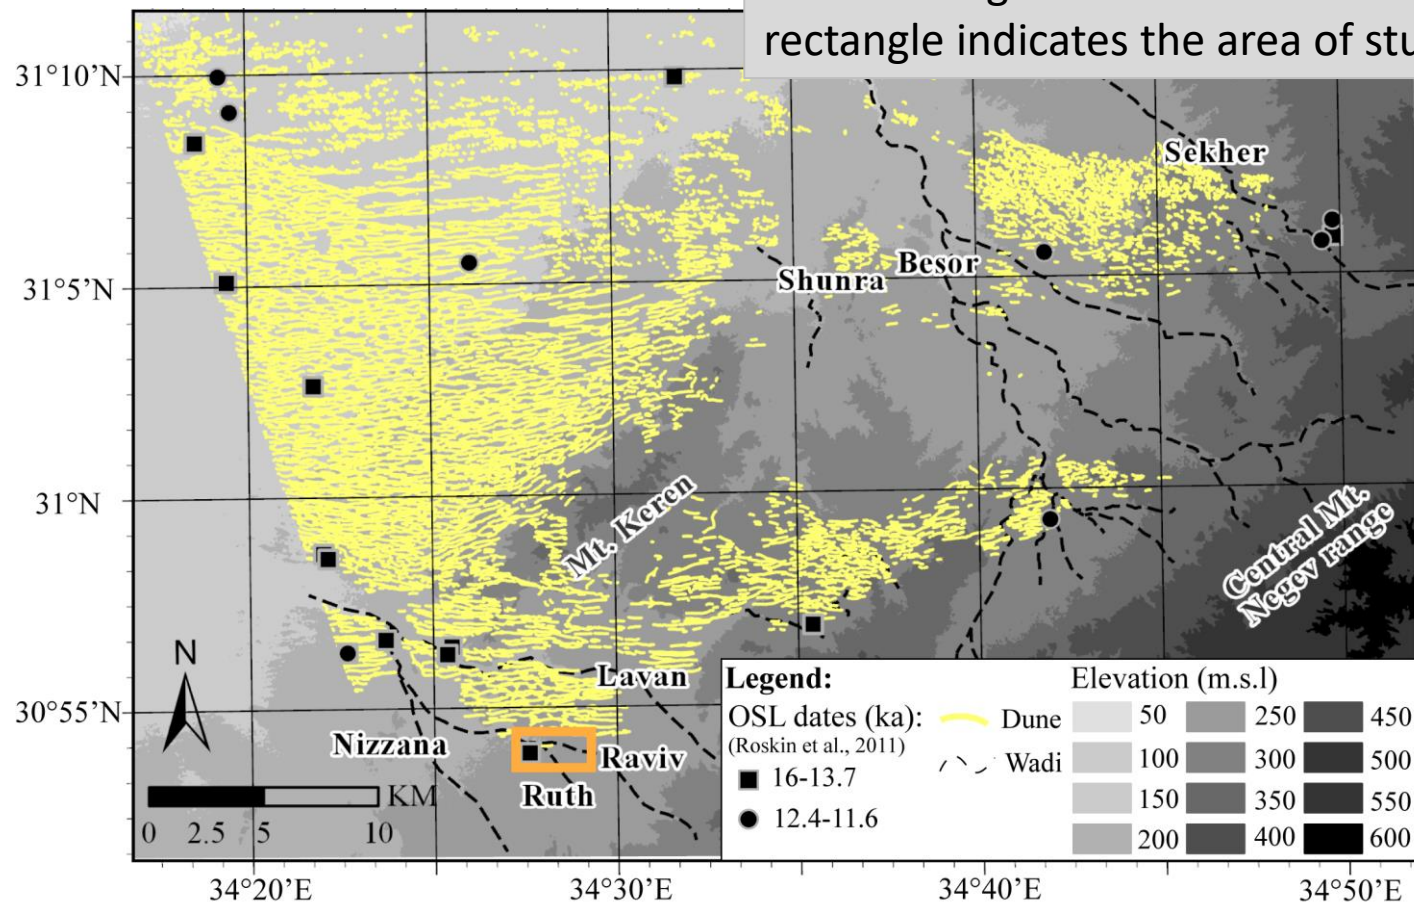 rectangle indicates the area of stu
31°10'N
31°5'N
31°N
30°55'N
Sekher
Besor
Shunra
Mt. Keren
Central Mt.
Negev range
Lavan
Nizzana
Raviv
Ruth
N
KM
0 2.5 5 10
Legend:
OSL dates (ka):
(Roskin et al., 2011)
16-13.7
12.4-11.6
Dune
Wadi
Elevation (m.s.l)
50 250 450
100 300 500
150 350 550
200 400 600
34°20'E 34°30'E 34°40'E 34°50'E